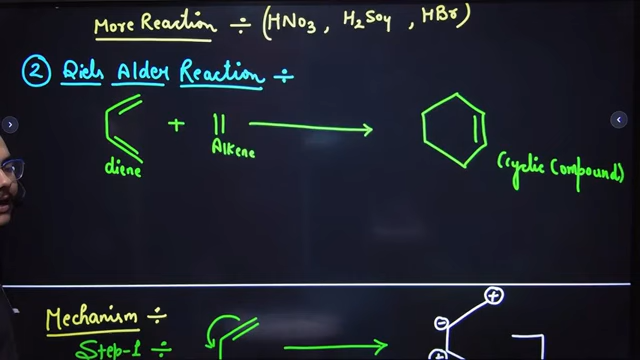 More Reaction ÷ (HNO3, H2SO4, HBr)
② Diels Alder Reaction ÷
+ Alkene
diene
(cyclic compound)
Mechanism ÷
+
-
Step-1 ÷
+